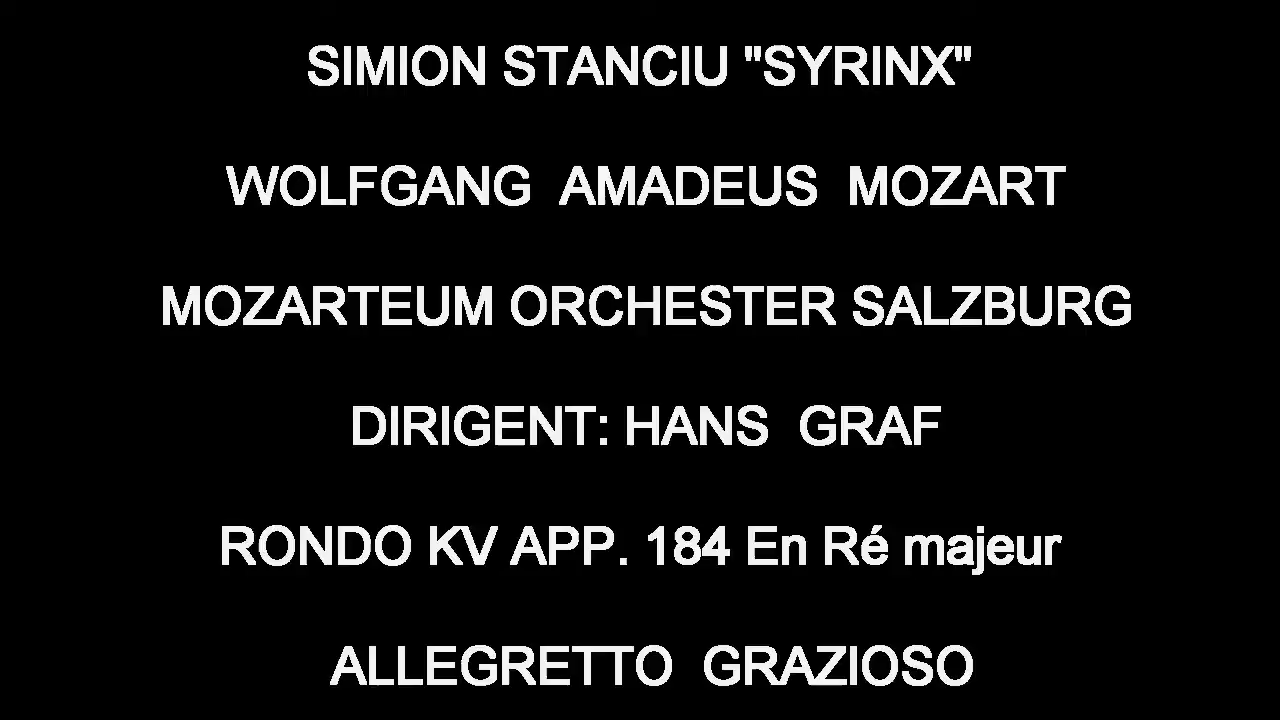 SIMION STANCIU "SYRINX"
WOLFGANG AMADEUS MOZART
MOZARTEUM ORCHESTER SALZBURG
DIRIGENT: HANS GRAF
RONDO KV APP. 184 En Ré majeur
ALLEGRETTO GRAZIOSO